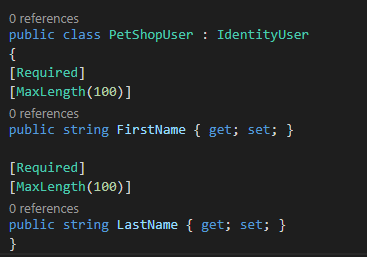 0 references
public class PetShopUser : IdentityUser
{
[Required]
[MaxLength(100)]
0 references
public string FirstName { get; set; }
[Required]
[MaxLength(100)]
0 references
public string LastName { get; set; }
}